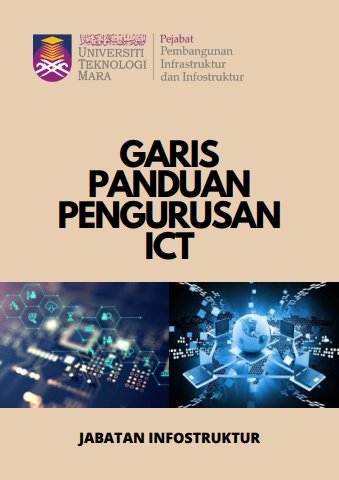 UNIVERSITI
TEKNOLOGI
MARA
Pejabat
Pembangunan
Infrastruktur
dan Infostruktur
GARIS
PANDUAN
PENGURUSAN
ICT
JABATAN INFOSTRUKTUR